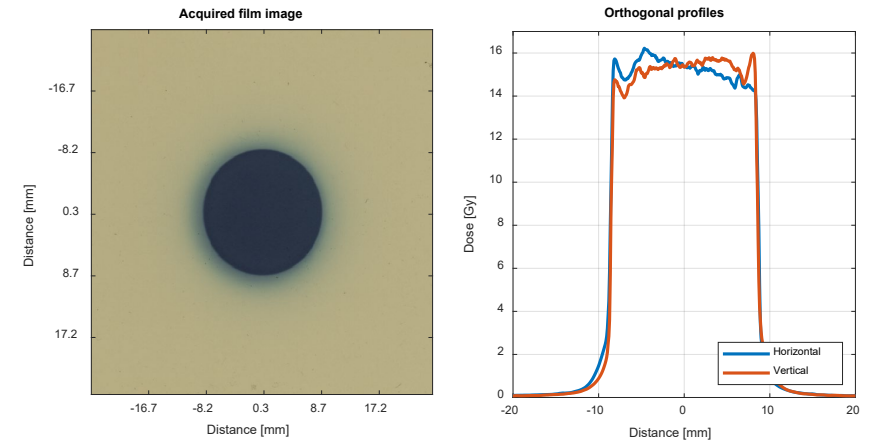 Acquired film image
-16.7
-8.2
0.3
8.7
17.2
Distance [mm]
-16.7 -8.2 0.3 8.7 17.2
Distance [mm]
Orthogonal profiles
16
14
12
10
8
6
4
2
0
Dose [Gy]
Horizontal
Vertical
-20 -10 0 10 20
Distance [mm]